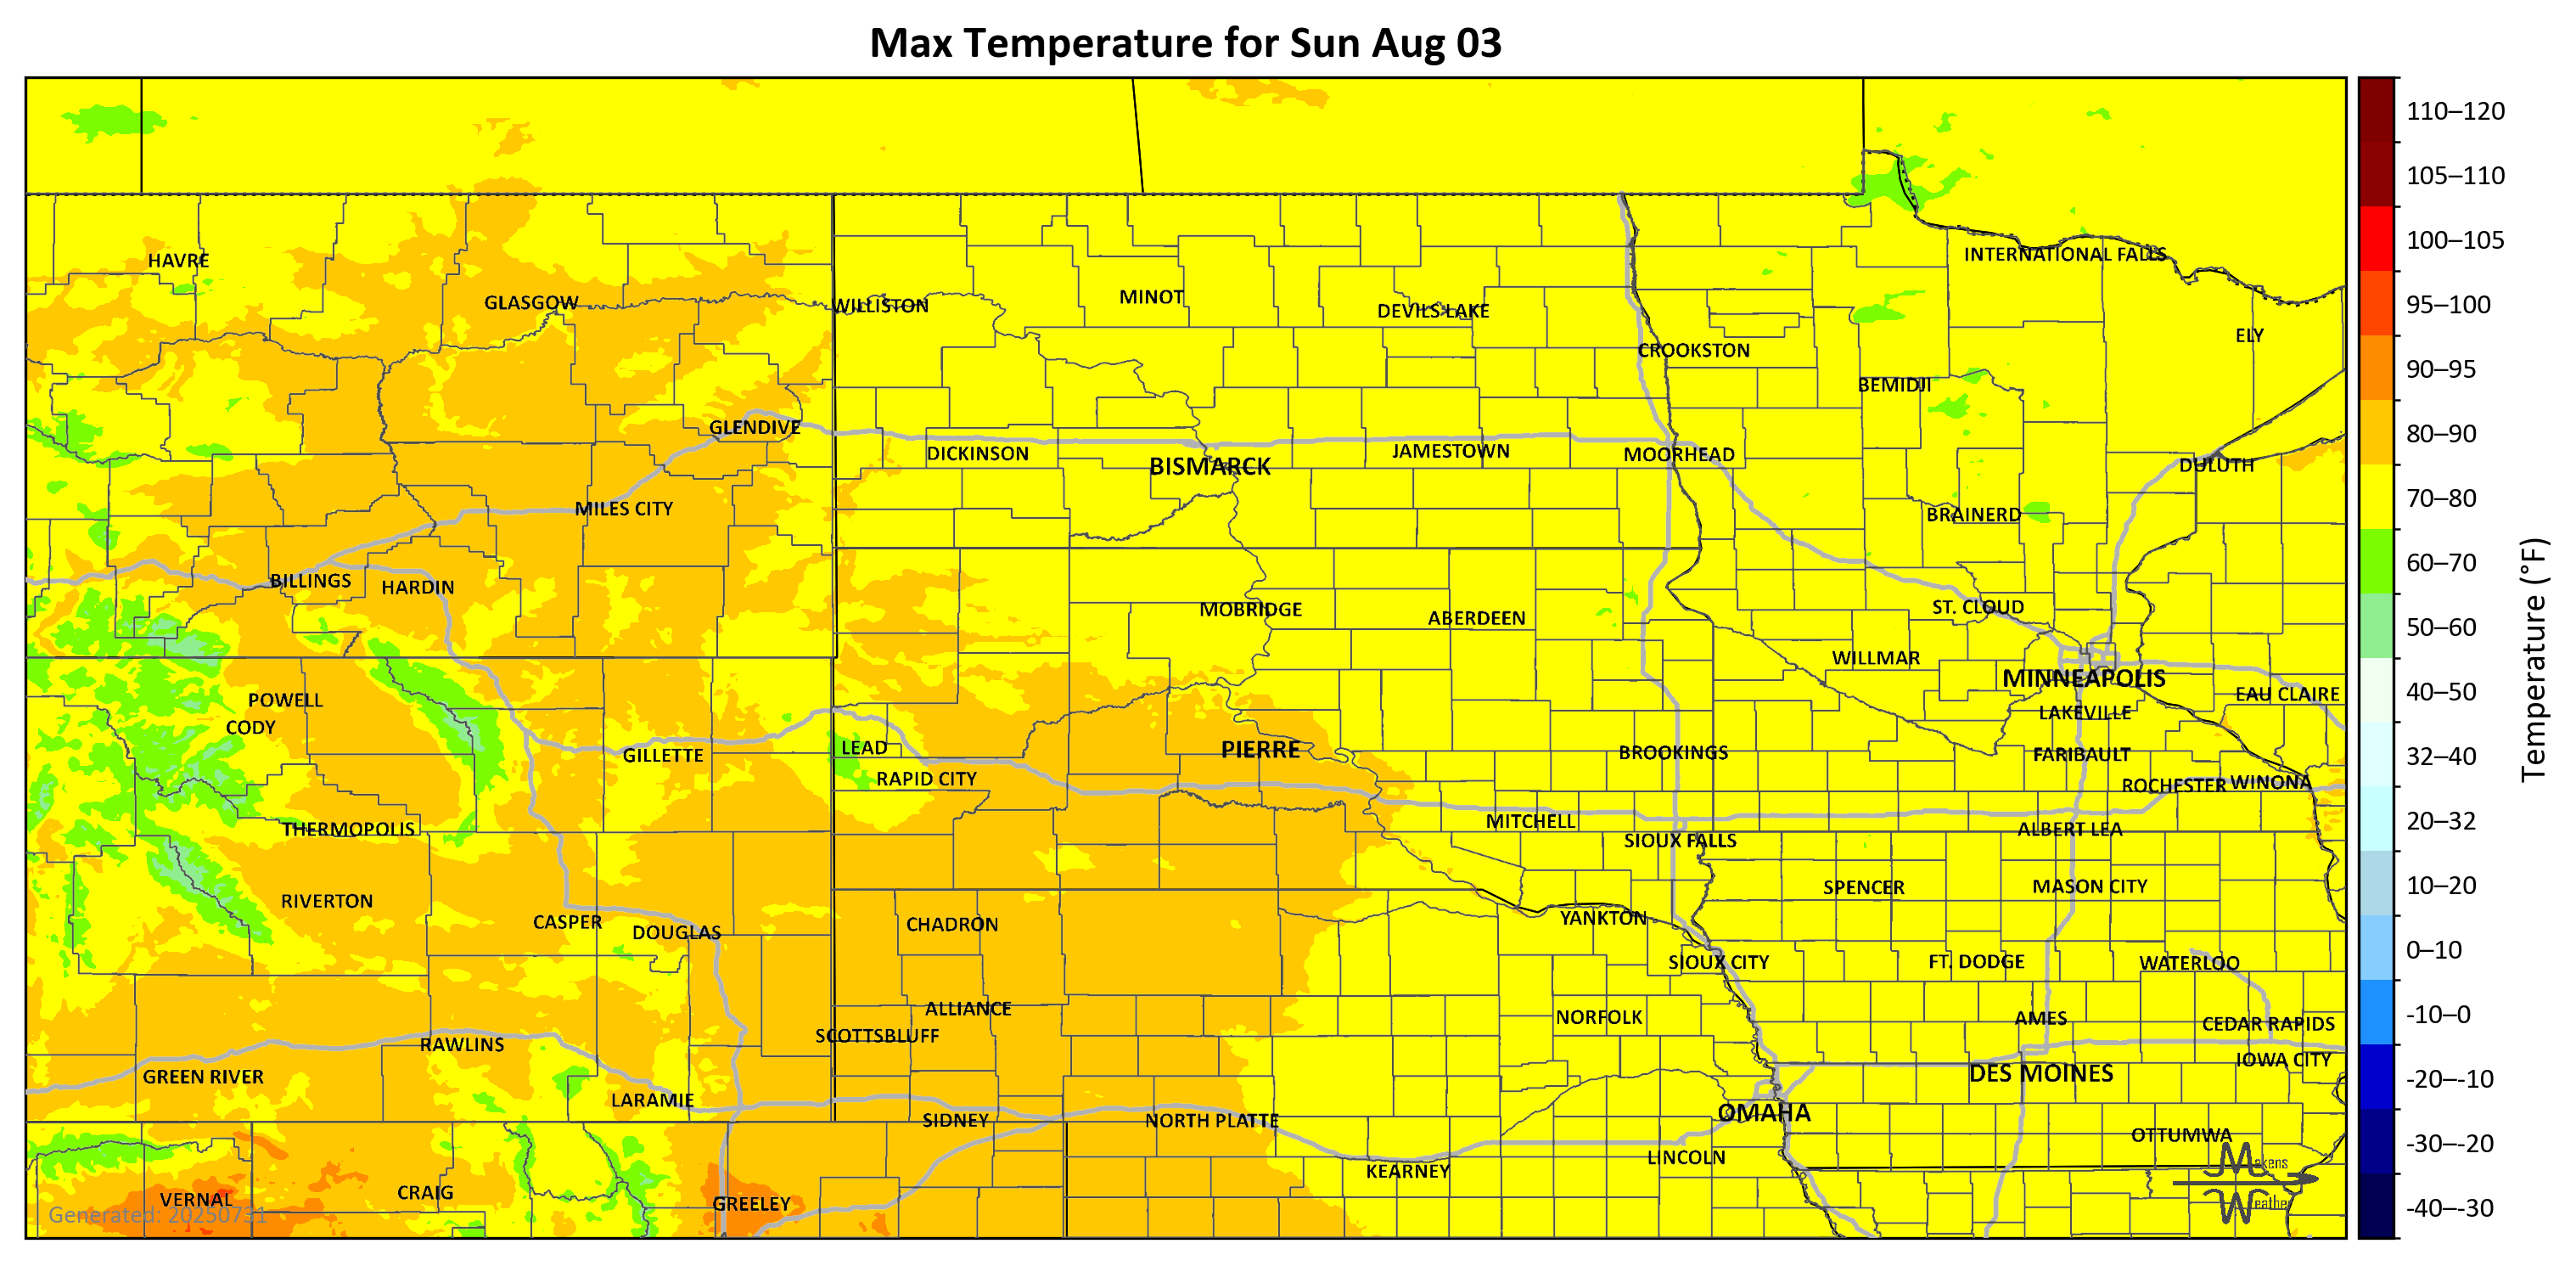 Max Temperature for Sun Aug 03
HAVRE
GLASGOW
WILLISTON
MINOT
DEVILS LAKE
INTERNATIONAL FALLS
ELY
CROOKSTON
BEMIDJI
GLENDIVE
DICKINSON
BISMARCK
JAMESTOWN
MOORHEAD
DULUTH
MILES CITY
BRAINERD
BILLINGS
HARDIN
MOBRIDGE
ABERDEEN
ST. CLOUD
WILLMAR
MINNEAPOLIS
EAU CLAIRE
POWELL
CODY
LAKEVILLE
GILLETTE
LEAD
RAPID CITY
PIERRE
BROOKINGS
FARIBAULT
ROCHESTER
WINONA
THERMOPOLIS
MITCHELL
SIOUX FALLS
ALBERT LEA
RIVERTON
SPENCER
MASON CITY
CASPER
DOUGLAS
CHADRON
YANKTON
SIOUX CITY
FT. DODGE
WATERLOO
ALLIANCE
SCOTTSBLUFF
NORFOLK
AMES
CEDAR RAPIDS
RAWLINS
IOWA CITY
GREEN RIVER
DES MOINES
LARAMIE
SIDNEY
NORTH PLATTE
OMAHA
OTTUMWA
KEARNEY
LINCOLN
VERNAL
CRAIG
GREELEY
Generated: 20250731
Makens
Weather
110–120
105–110
100–105
95–100
90–95
80–90
70–80
60–70
50–60
40–50
32–40
20–32
10–20
0–10
-10–0
-20–-10
-30–-20
-40–-30
Temperature (°F)